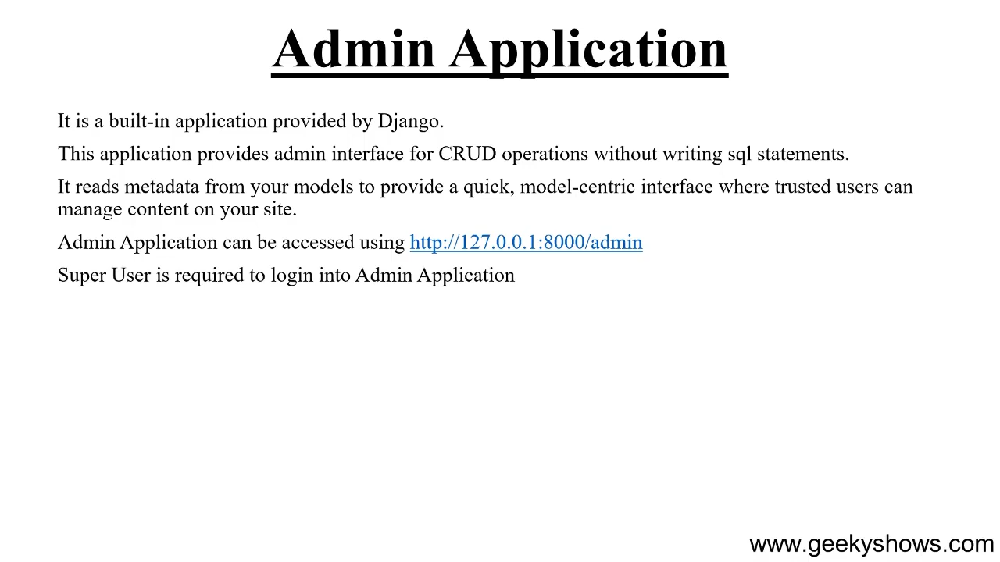 Admin Application
It is a built-in application provided by Django.
This application provides admin interface for CRUD operations without writing sql statements.
It reads metadata from your models to provide a quick, model-centric interface where trusted users can
manage content on your site.
Admin Application can be accessed using http://127.0.0.1:8000/admin
Super User is required to login into Admin Application
www.geekyshows.com